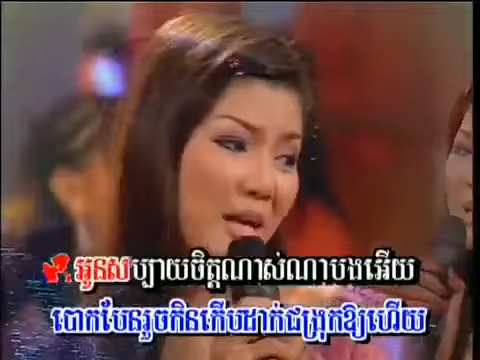 អូនសប្បាយចិត្តណាស់ណាបងអើយ
បោកបែនរួចកិនកើបដាក់ជង្រុកឱ្យហើយ